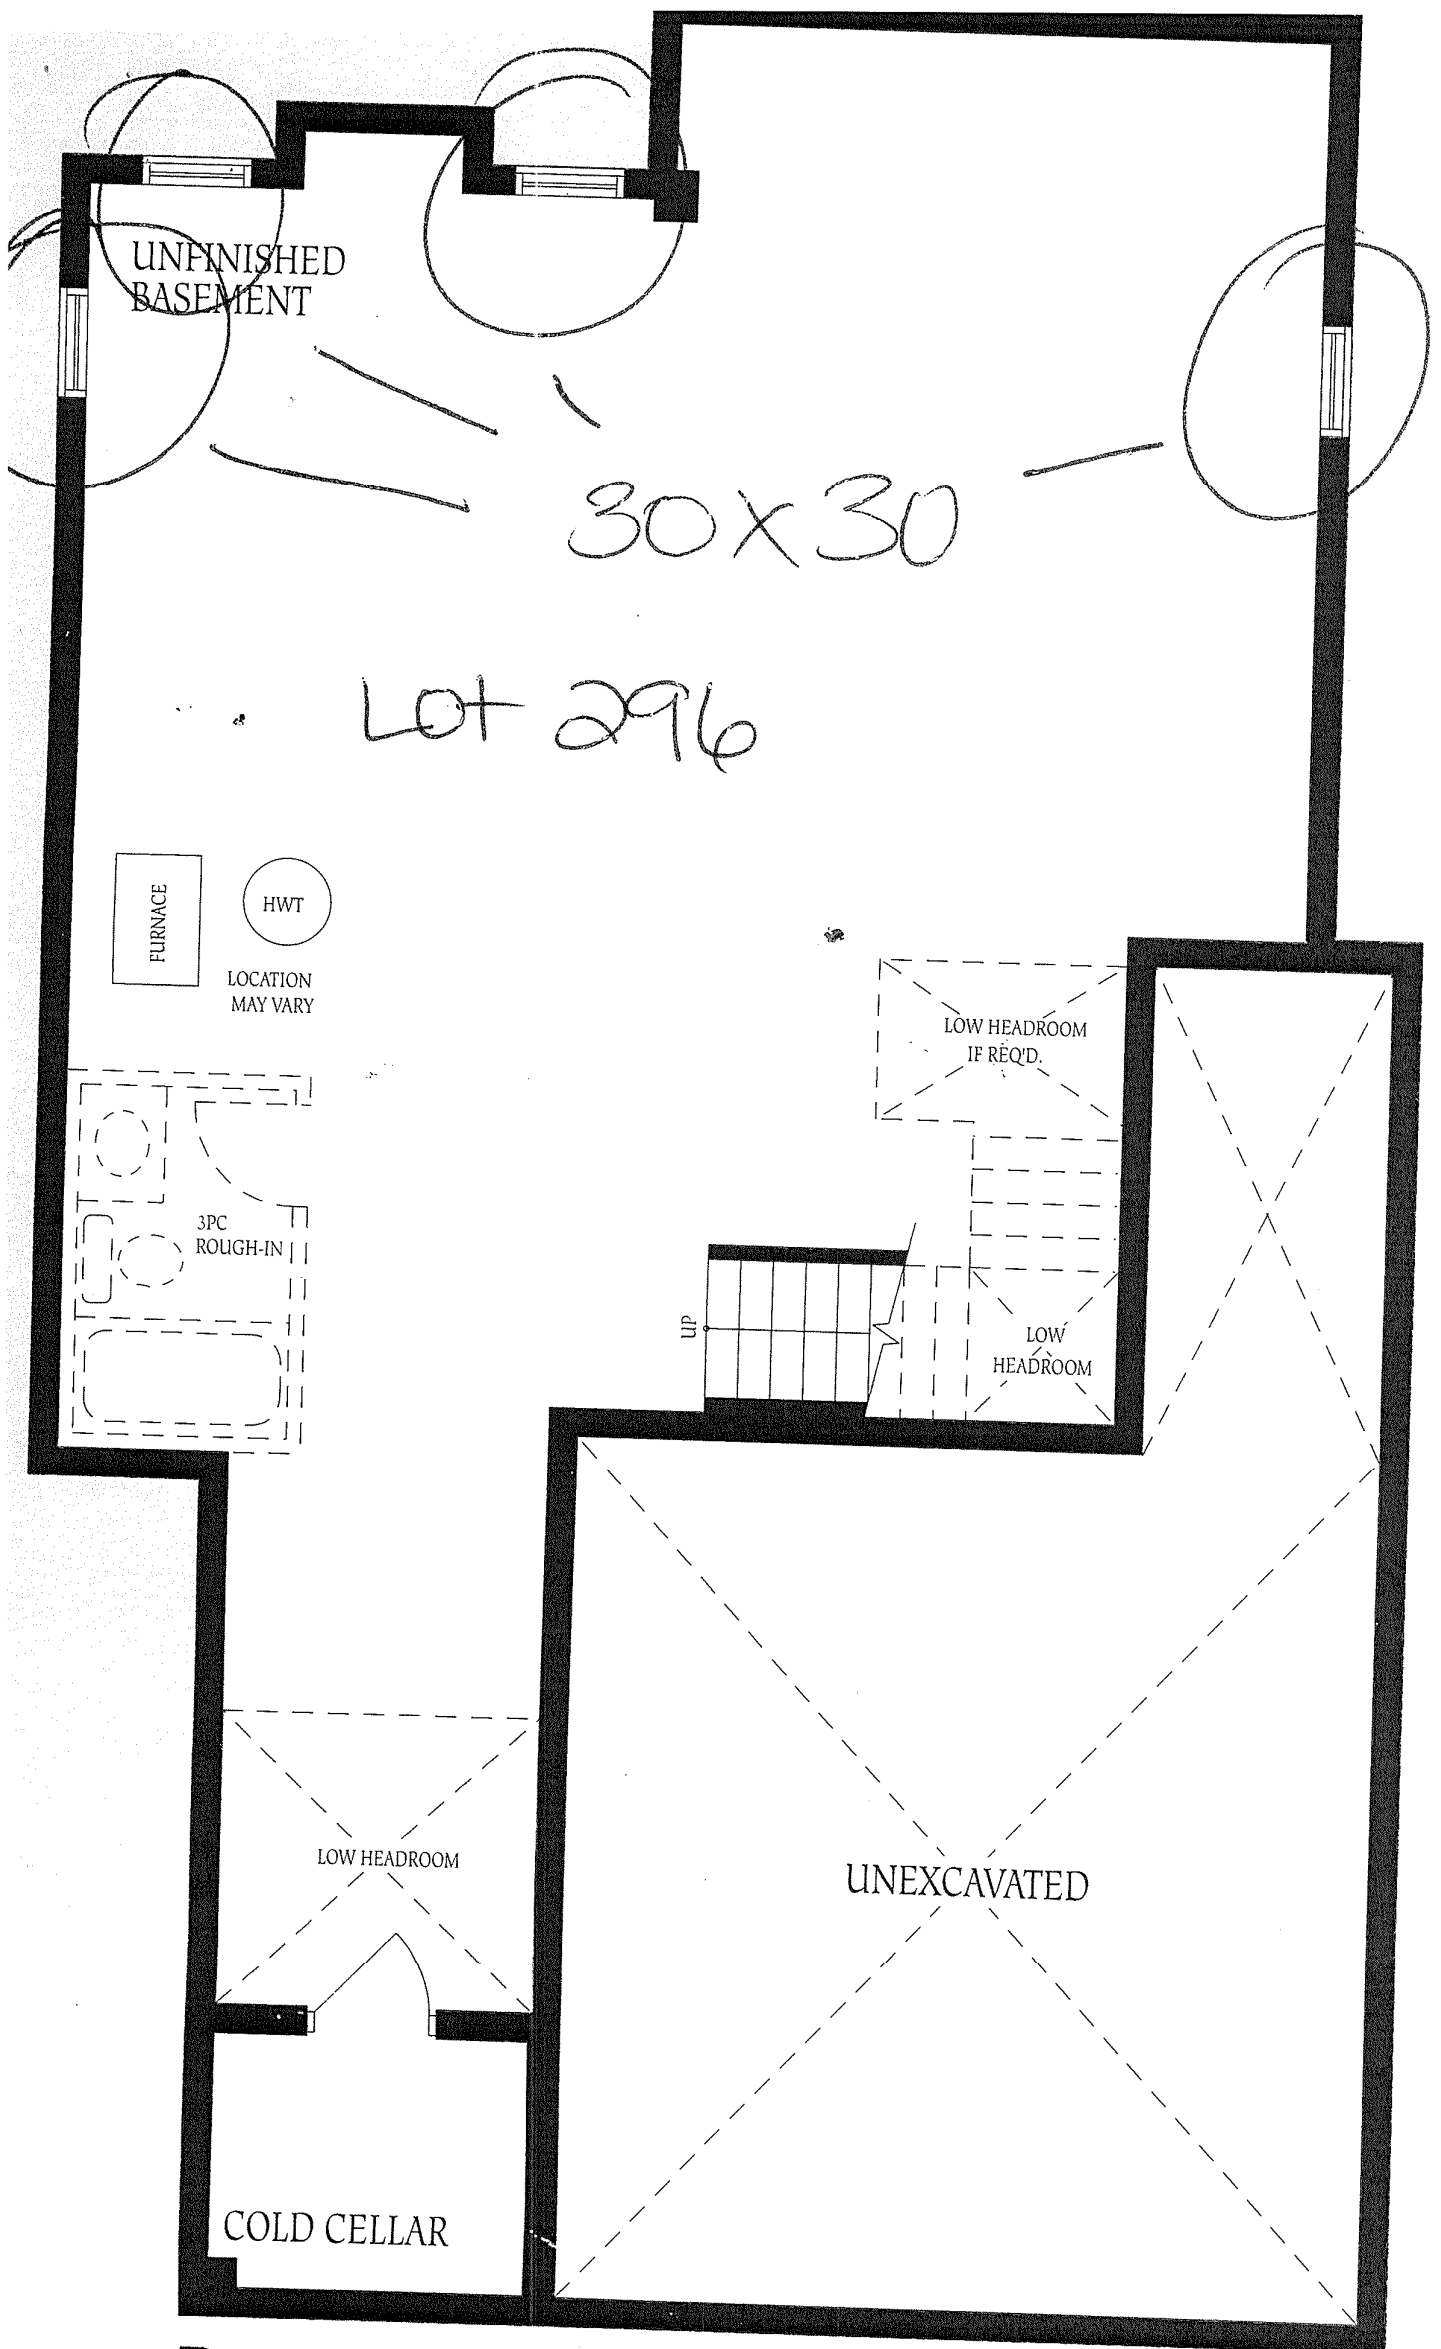 UNFINISHED
BASEMENT
30 X 30
Lot 296
FURNACE
HWT
LOCATION
MAY VARY
LOW HEADROOM
IF REQ'D.
3PC
ROUGH-IN
UP
LOW
HEADROOM
LOW HEADROOM
UNEXCAVATED
COLD CELLAR